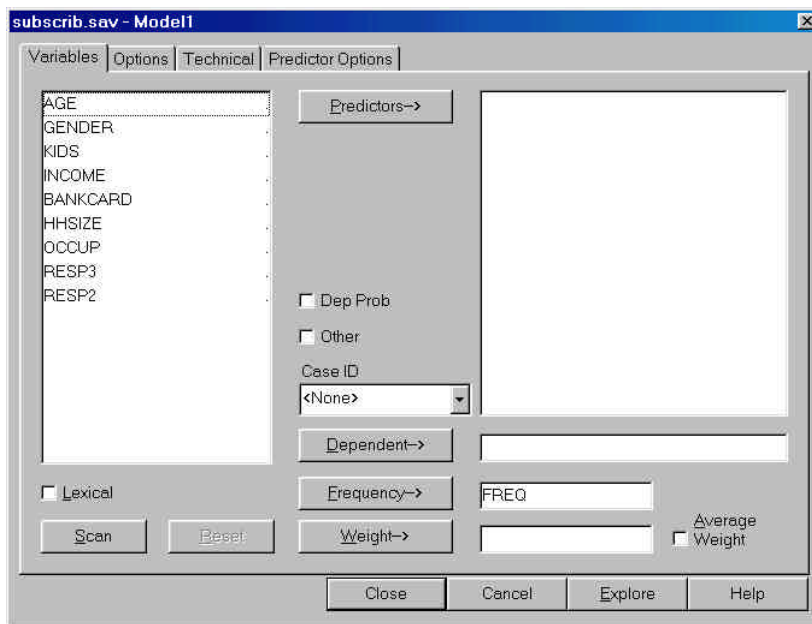 subscrib.sav - Model1
Variables Options Technical Predictor Options
AGE .
GENDER .
KIDS .
INCOME .
BANKCARD .
HHSIZE .
OCCUP .
RESP3 .
RESP2 .
Lexical
Scan Reset
Predictors->
Dep Prob
Other
Case ID
<None>
Dependent->
Frequency-> FREQ
Weight-> Average
Weight
Close Cancel Explore Help